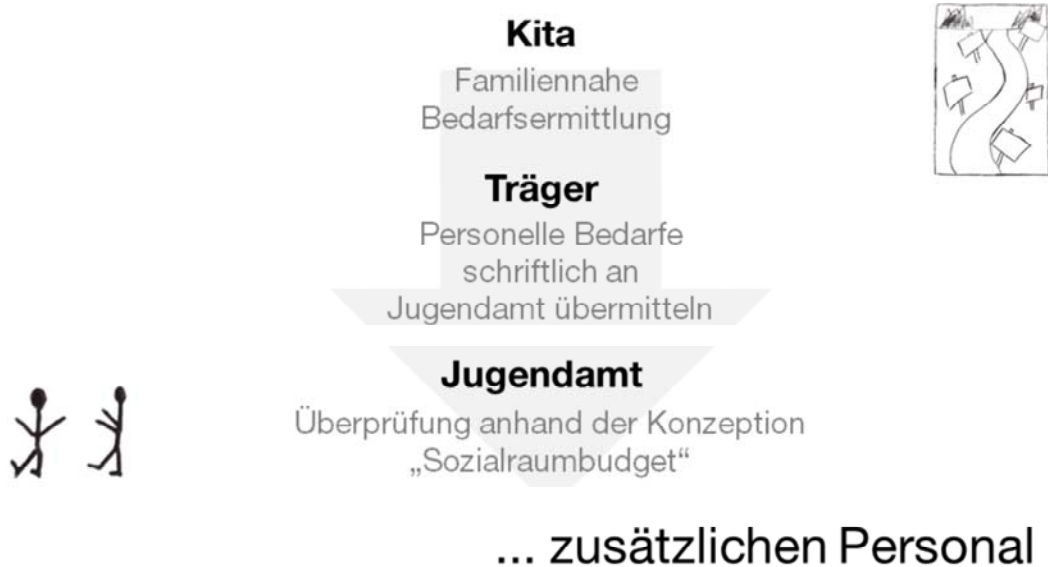 Kita
Familiennahe
Bedarfsermittlung
Träger
Personelle Bedarfe
schriftlich an
Jugendamt übermitteln
Jugendamt
Überprüfung anhand der Konzeption
„Sozialraumbudget“
... zusätzlichen Personal